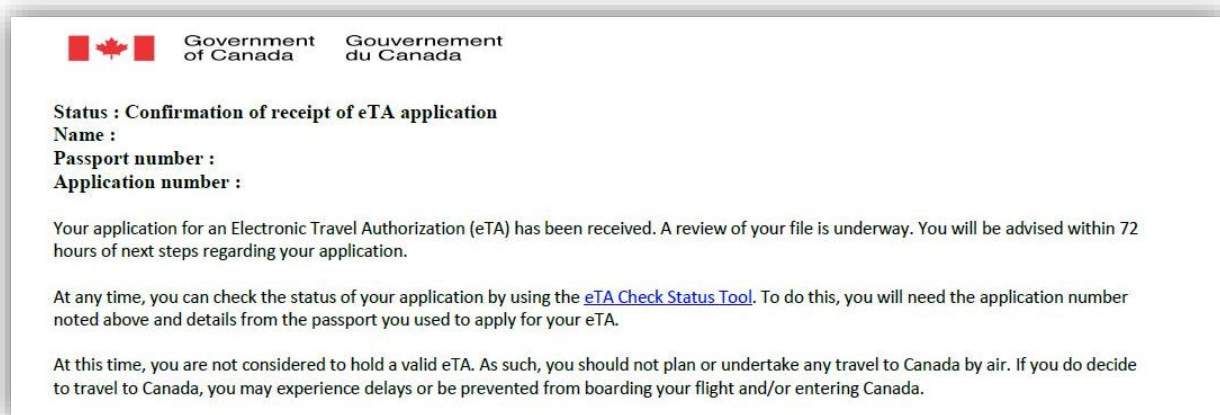 Government Gouvernement
of Canada du Canada
Status : Confirmation of receipt of eTA application
Name :
Passport number :
Application number :
Your application for an Electronic Travel Authorization (eTA) has been received. A review of your file is underway. You will be advised within 72
hours of next steps regarding your application.
At any time, you can check the status of your application by using the eTA Check Status Tool. To do this, you will need the application number
noted above and details from the passport you used to apply for your eTA.
At this time, you are not considered to hold a valid eTA. As such, you should not plan or undertake any travel to Canada by air. If you do decide
to travel to Canada, you may experience delays or be prevented from boarding your flight and/or entering Canada.